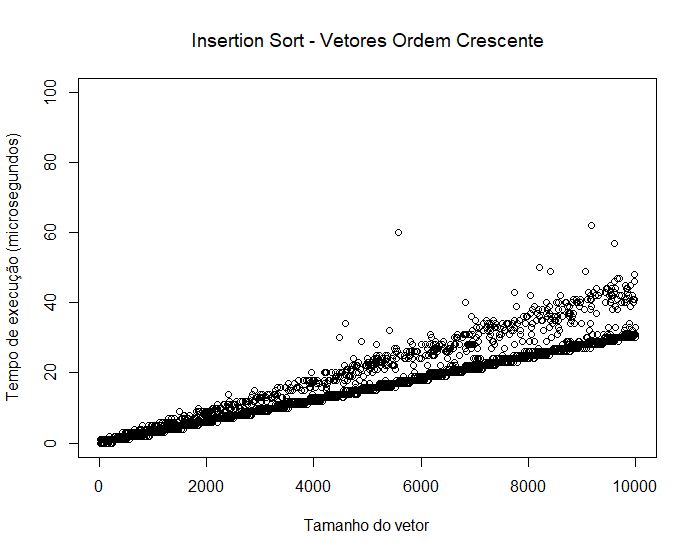 Insertion Sort - Vetores Ordem Crescente
Tempo de execução (microsegundos)
100
80
60
40
20
0
0 2000 4000 6000 8000 10000
Tamanho do vetor